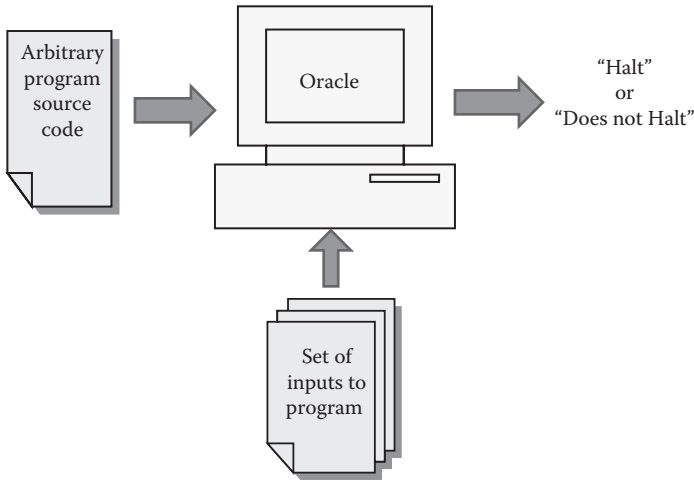 Arbitrary
program
source
code
Oracle
“Halt”
or
“Does not Halt”
Set of
inputs to
program